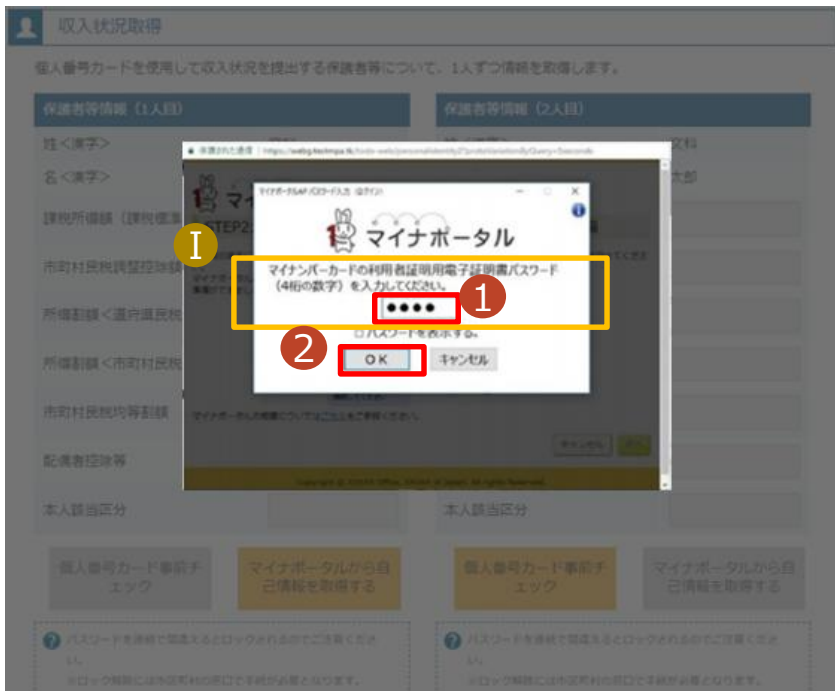 収入状況取得
個人番号カードを使用して収入状況を提出する保護者等について、1人ずつ情報を取得します。
保護者等情報（1人目）
保護者等情報（2人目）
姓＜漢字＞
文科
名＜漢字＞
太郎
課税所得額（課税標準
市町村民税調整控除額
所得割額＜道府県民税
所得割額＜市町村民税
市町村民税均等割額
配偶者控除等
本人該当区分
本人該当区分
保護された通信
STEP2
I
マイナポータル
マイナンバーカードの利用者証明用電子証明書パスワード
（4桁の数字）を入力してください。
●●●●
1
□パスワードを表示する。
2
OK
キャンセル
キャンセル
個人番号カード事前チ
ェック
マイナポータルから自
己情報を取得する
個人番号カード事前チ
ェック
マイナポータルから自
己情報を取得する
パスワードを連続で間違えるとロックされるのでご注意くださ
い。
※ロック解除には市区町村の窓口で手続が必要となります。
パスワードを連続で間違えるとロックされるのでご注意くださ
い。
※ロック解除には市区町村の窓口で手続が必要となります。